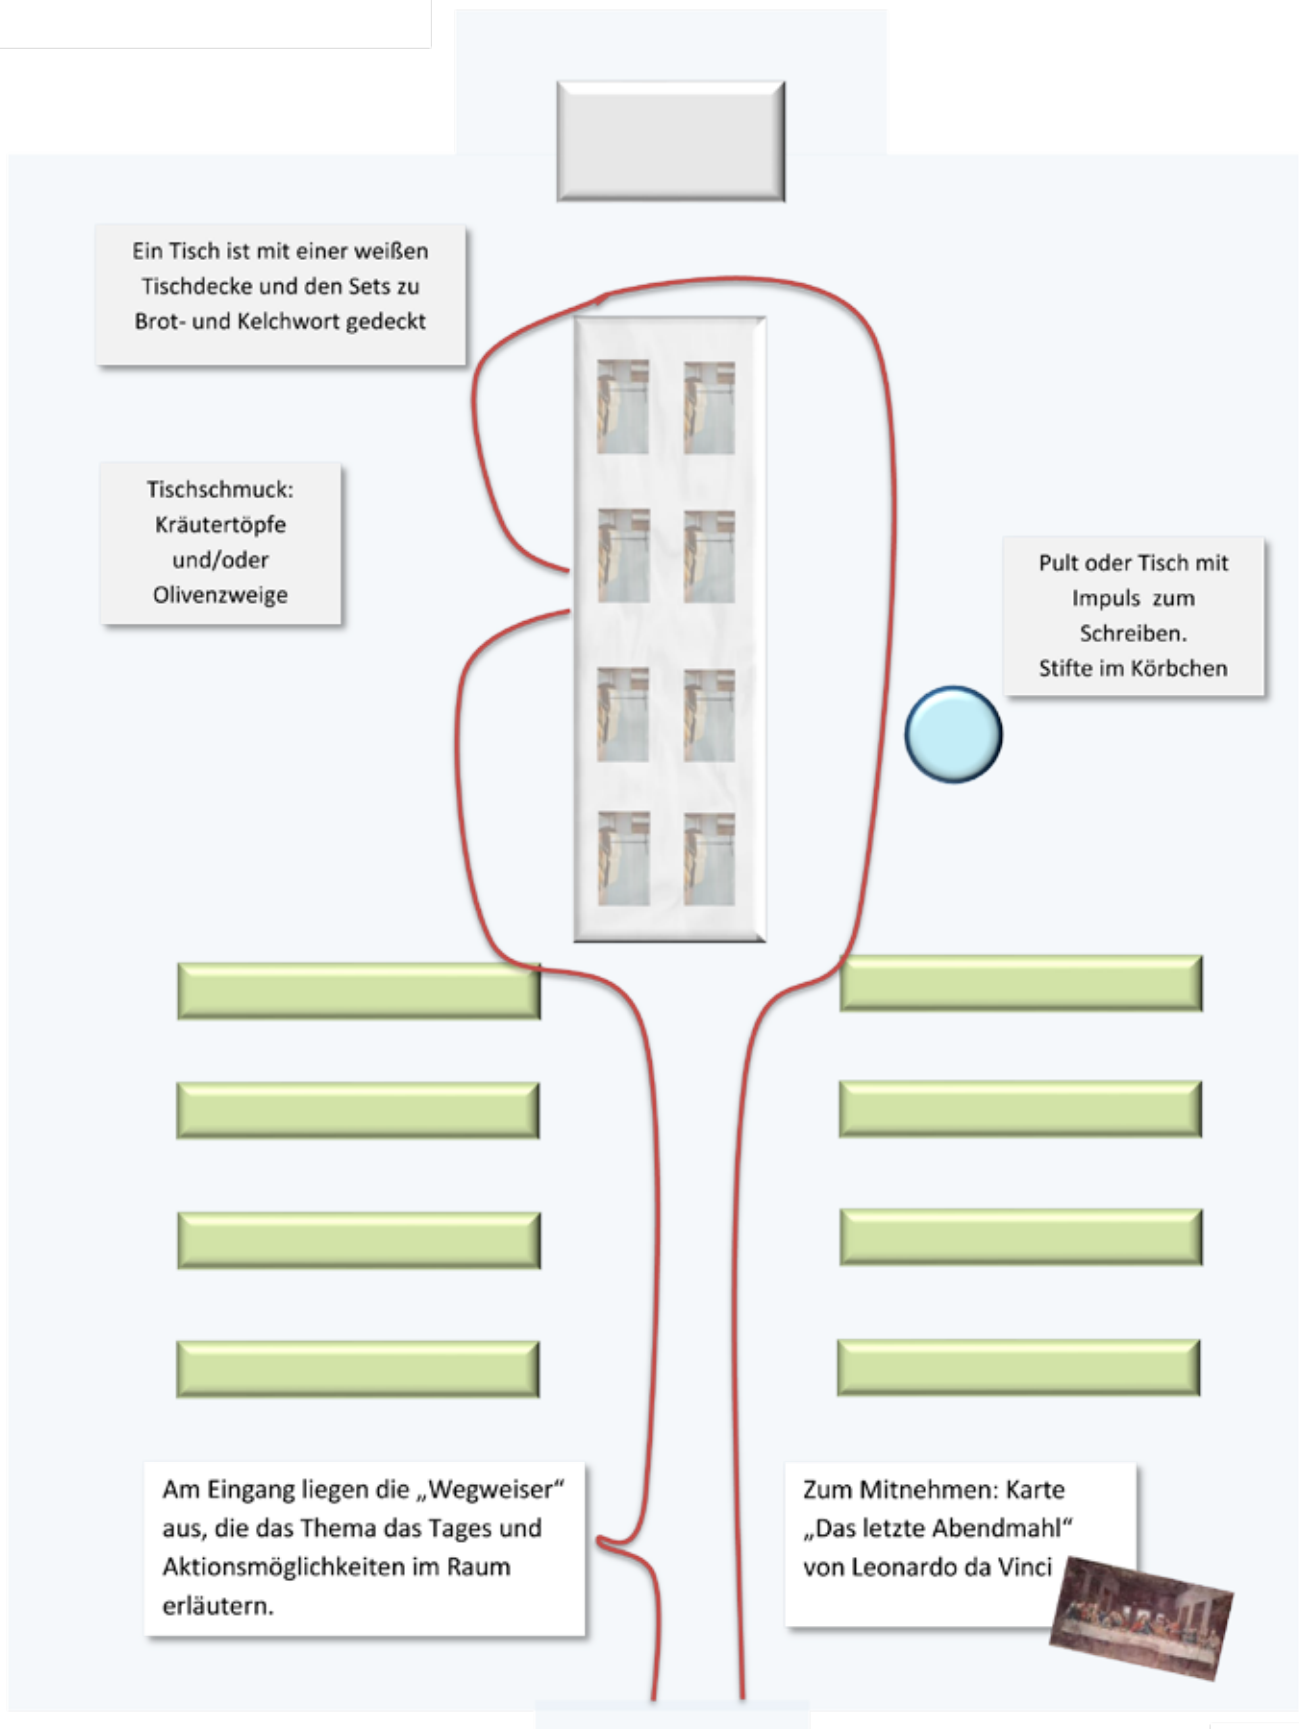 Ein Tisch ist mit einer weißen
Tischdecke und den Sets zu
Brot- und Kelchwort gedeckt
Tischschmuck:
Kräutertöpfe
und/oder
Olivenzweige
Pult oder Tisch mit
Impuls zum
Schreiben.
Stifte im Körbchen
Am Eingang liegen die „Wegweiser“
aus, die das Thema das Tages und
Aktionsmöglichkeiten im Raum
erläutern.
Zum Mitnehmen: Karte
„Das letzte Abendmahl“
von Leonardo da Vinci